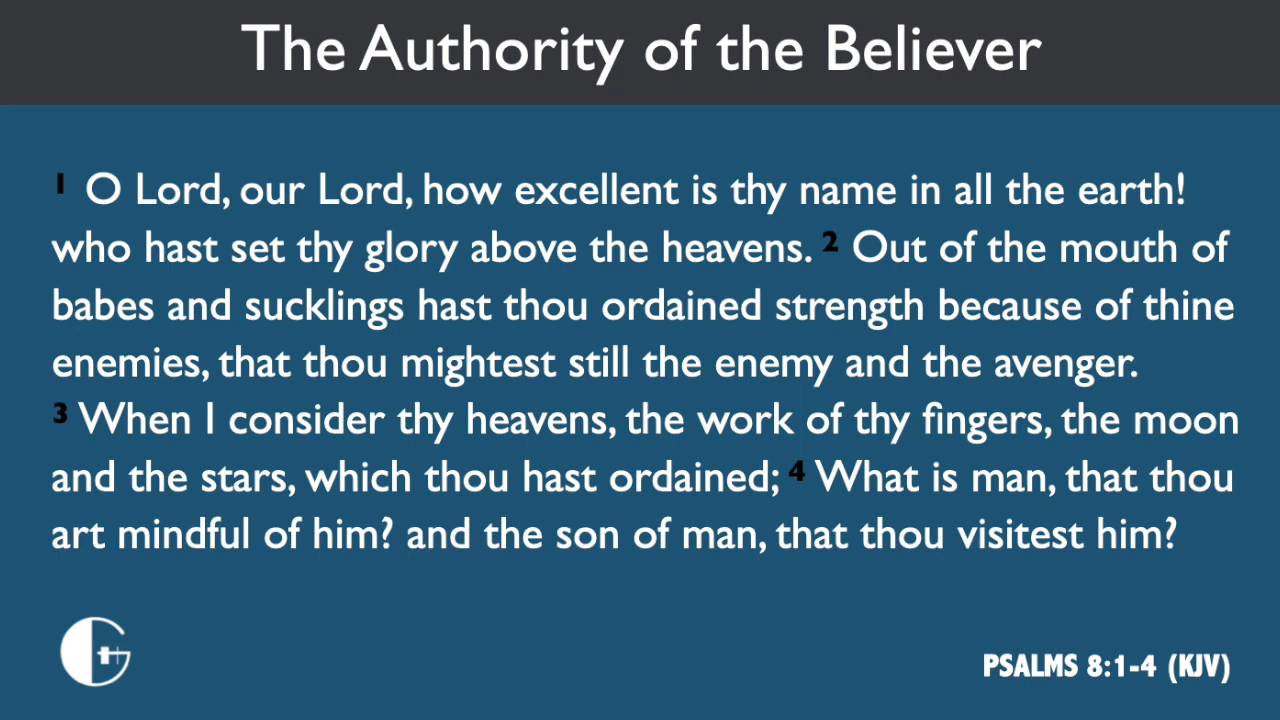 The Authority of the Believer
1 O Lord, our Lord, how excellent is thy name in all the earth!
who hast set thy glory above the heavens. 2 Out of the mouth of
babes and sucklings hast thou ordained strength because of thine
enemies, that thou mightest still the enemy and the avenger.
3 When I consider thy heavens, the work of thy fingers, the moon
and the stars, which thou hast ordained; 4 What is man, that thou
art mindful of him? and the son of man, that thou visitest him?
PSALMS 8:1-4 (KJV)